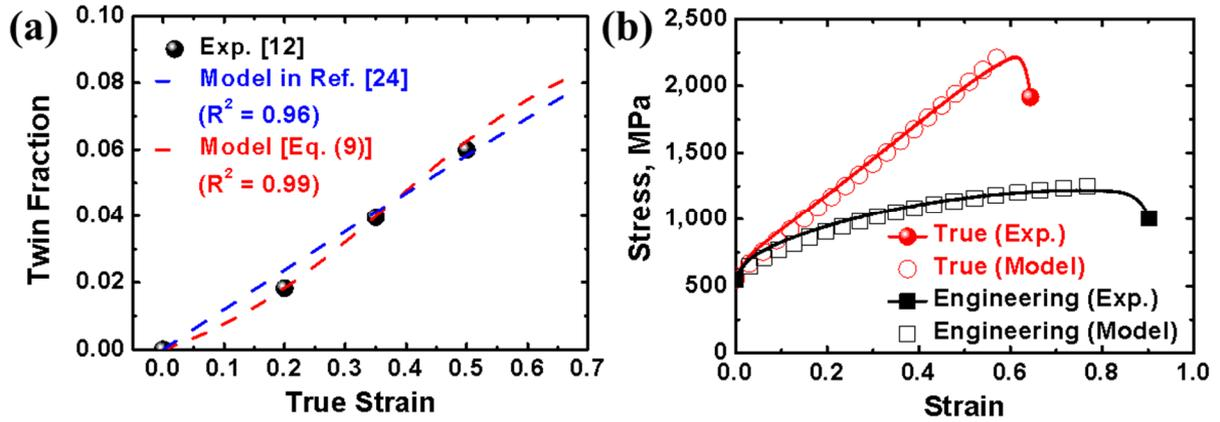 (a)
Twin Fraction
0.10
0.08
0.06
0.04
0.02
0.00
Exp. [12]
Model in Ref. [24]
(R² = 0.96)
Model [Eq. (9)]
(R² = 0.99)
0.0 0.1 0.2 0.3 0.4 0.5 0.6 0.7
True Strain
(b)
Stress, MPa
2,500
2,000
1,500
1,000
500
0
True (Exp.)
True (Model)
Engineering (Exp.)
Engineering (Model)
0.0 0.2 0.4 0.6 0.8 1.0
Strain